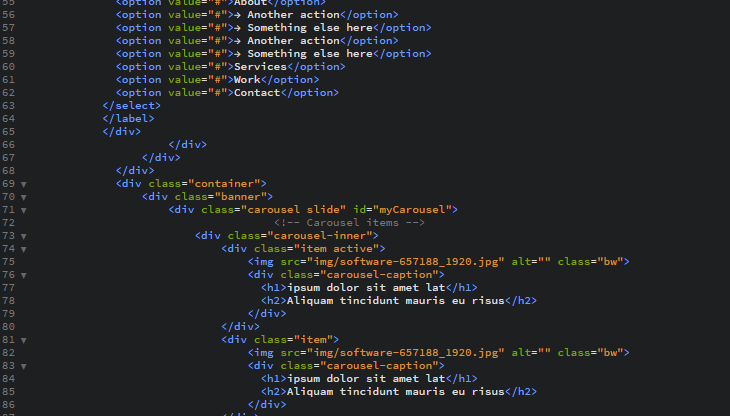 55 <option value="#">About</option>
56 <option value="#">→ Another action</option>
57 <option value="#">→ Something else here</option>
58 <option value="#">→ Another action</option>
59 <option value="#">→ Something else here</option>
60 <option value="#">Services</option>
61 <option value="#">Work</option>
62 <option value="#">Contact</option>
63 </select>
64 </label>
65 </div>
66 </div>
67 </div>
68 </div>
69 <div class="container">
70 <div class="banner">
71 <div class="carousel slide" id="myCarousel">
72 <!-- Carousel items -->
73 <div class="carousel-inner">
74 <div class="item active">
75 <img src="img/software-657188_1920.jpg" alt="" class="bw">
76 <div class="carousel-caption">
77 <h1>ipsum dolor sit amet lat</h1>
78 <h2>Aliquam tincidunt mauris eu risus</h2>
79 </div>
80 </div>
81 <div class="item">
82 <img src="img/software-657188_1920.jpg" alt="" class="bw">
83 <div class="carousel-caption">
84 <h1>ipsum dolor sit amet lat</h1>
85 <h2>Aliquam tincidunt mauris eu risus</h2>
86 </div>